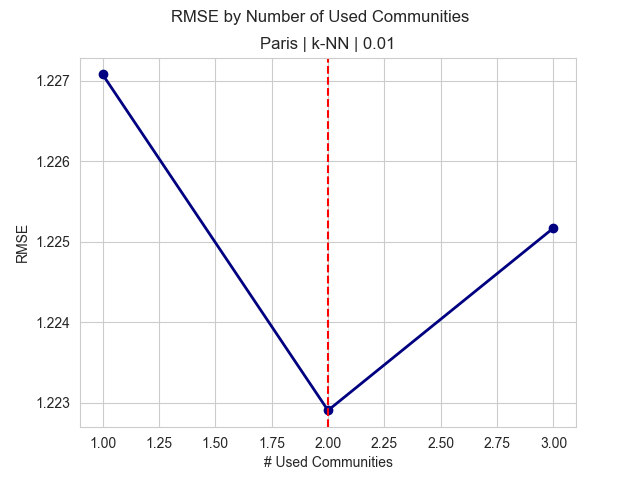 RMSE by Number of Used Communities
Paris | k-NN | 0.01
1.227
1.226
1.225
1.224
1.223
RMSE
1.00 1.25 1.50 1.75 2.00 2.25 2.50 2.75 3.00
# Used Communities